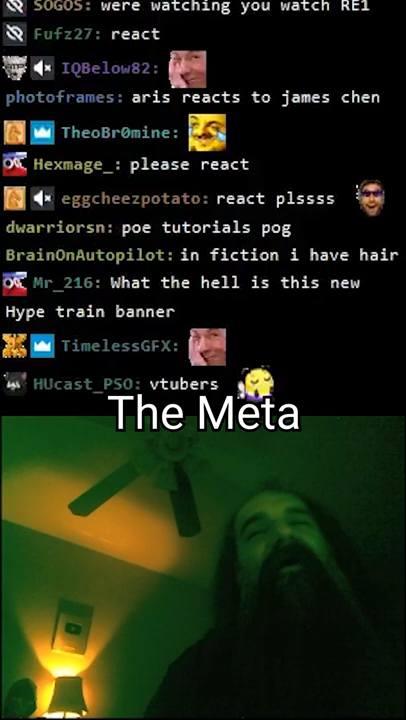 SOGOS: were watching you watch RE1
Fufz27: react
IQBelow82:
photoframes: aris reacts to james chen
TheoBr0mine:
Hexmage_: please react
eggcheezpotato: react plssss
dwarriorsn: poe tutorials pog
BrainOnAutopilot: in fiction i have hair
Mr_216: What the hell is this new
Hype train banner
TimelessGFX:
HUcast_PSO: vtubers
The Meta